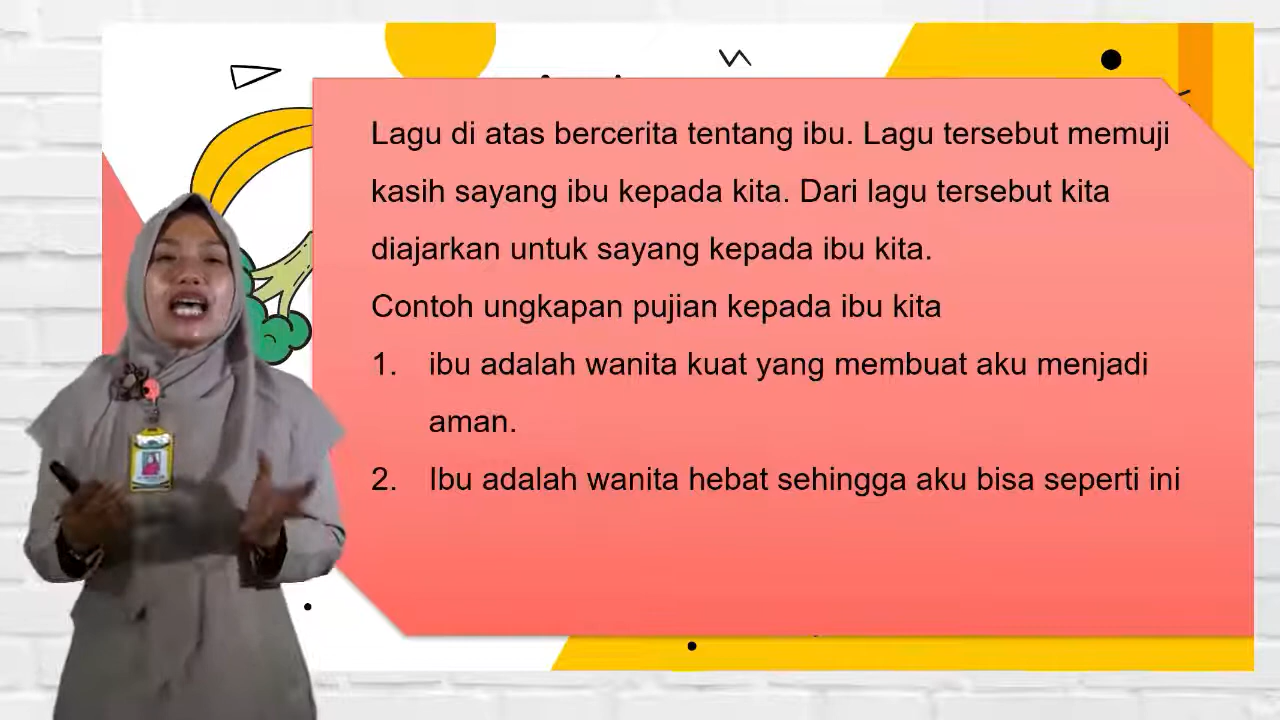 Lagu di atas bercerita tentang ibu. Lagu tersebut memuji
kasih sayang ibu kepada kita. Dari lagu tersebut kita
diajarkan untuk sayang kepada ibu kita.
Contoh ungkapan pujian kepada ibu kita
1. ibu adalah wanita kuat yang membuat aku menjadi
aman.
2. Ibu adalah wanita hebat sehingga aku bisa seperti ini